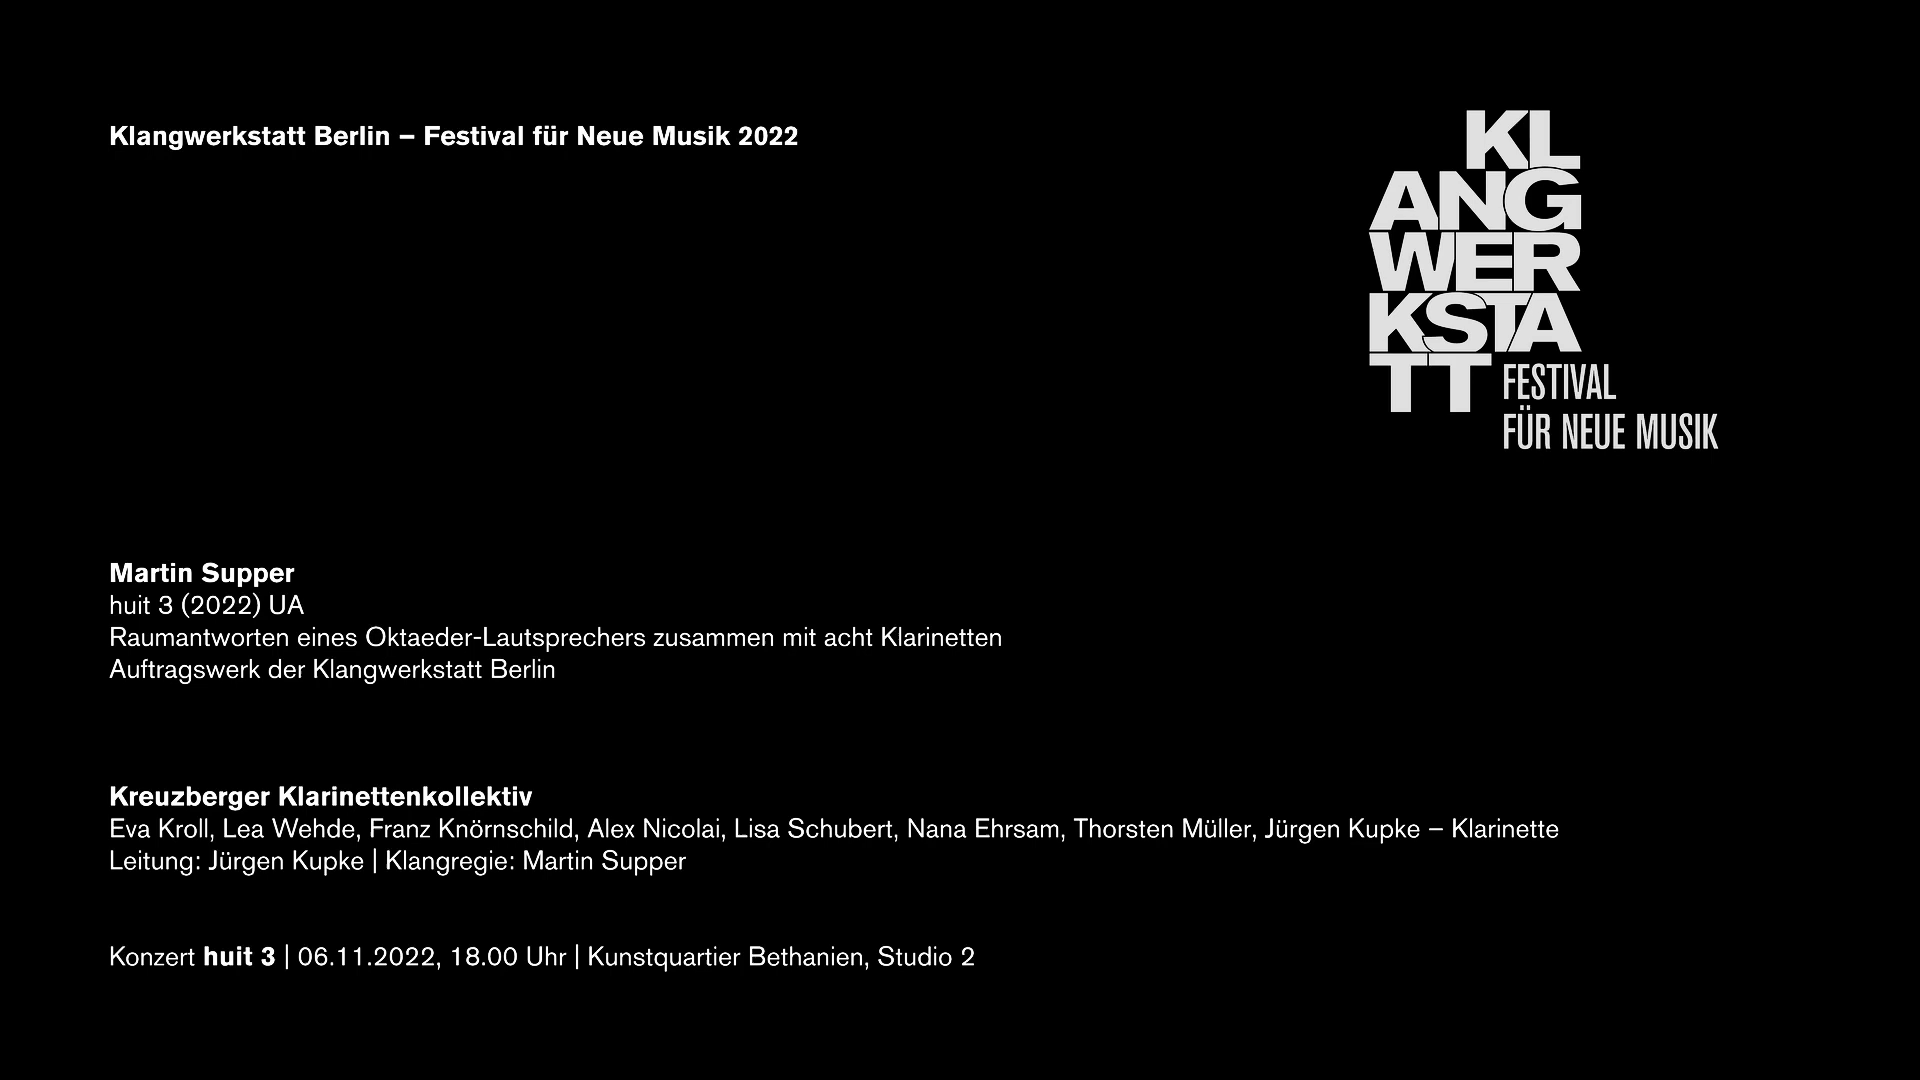 Klangwerkstatt Berlin – Festival für Neue Musik 2022
KL
ANG
WER
KSTA
TT
FESTIVAL
FÜR NEUE MUSIK
Martin Supper
huit 3 (2022) UA
Raumantworten eines Oktaeder-Lautsprechers zusammen mit acht Klarinetten
Auftragswerk der Klangwerkstatt Berlin
Kreuzberger Klarinettenkollektiv
Eva Kroll, Lea Wehde, Franz Knörnschild, Alex Nicolai, Lisa Schubert, Nana Ehrsam, Thorsten Müller, Jürgen Kupke – Klarinette
Leitung: Jürgen Kupke | Klangregie: Martin Supper
Konzert huit 3 | 06.11.2022, 18.00 Uhr | Kunstquartier Bethanien, Studio 2